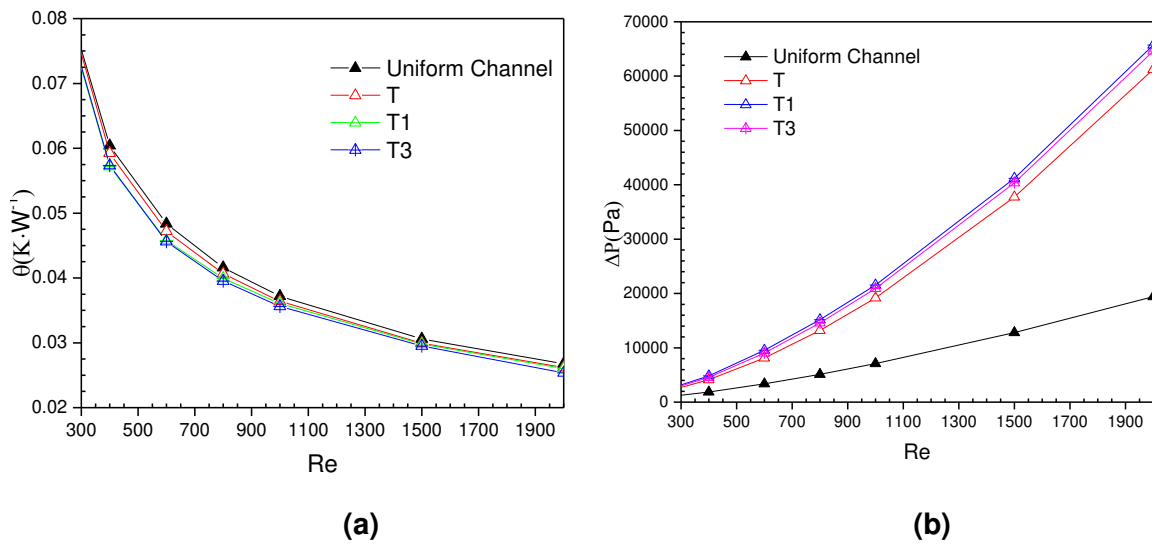 0.08
0.07
0.06
0.05
0.04
0.03
0.02
θ(K·W⁻¹)
Uniform Channel
T
T1
T3
300 500 700 900 1100 1300 1500 1700 1900
Re
(a)
70000
60000
50000
40000
30000
20000
10000
0
ΔP(Pa)
Uniform Channel
T
T1
T3
300 500 700 900 1100 1300 1500 1700 1900
Re
(b)